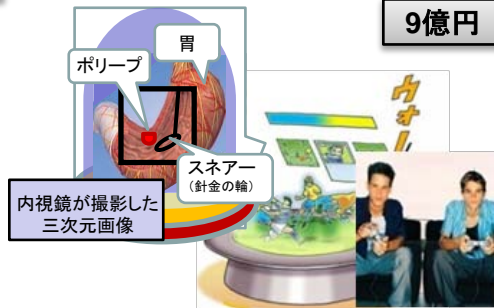 9億円
胃
ポリープ
スネアー
（針金の輪）
内視鏡が撮影した
三次元画像
ウォー